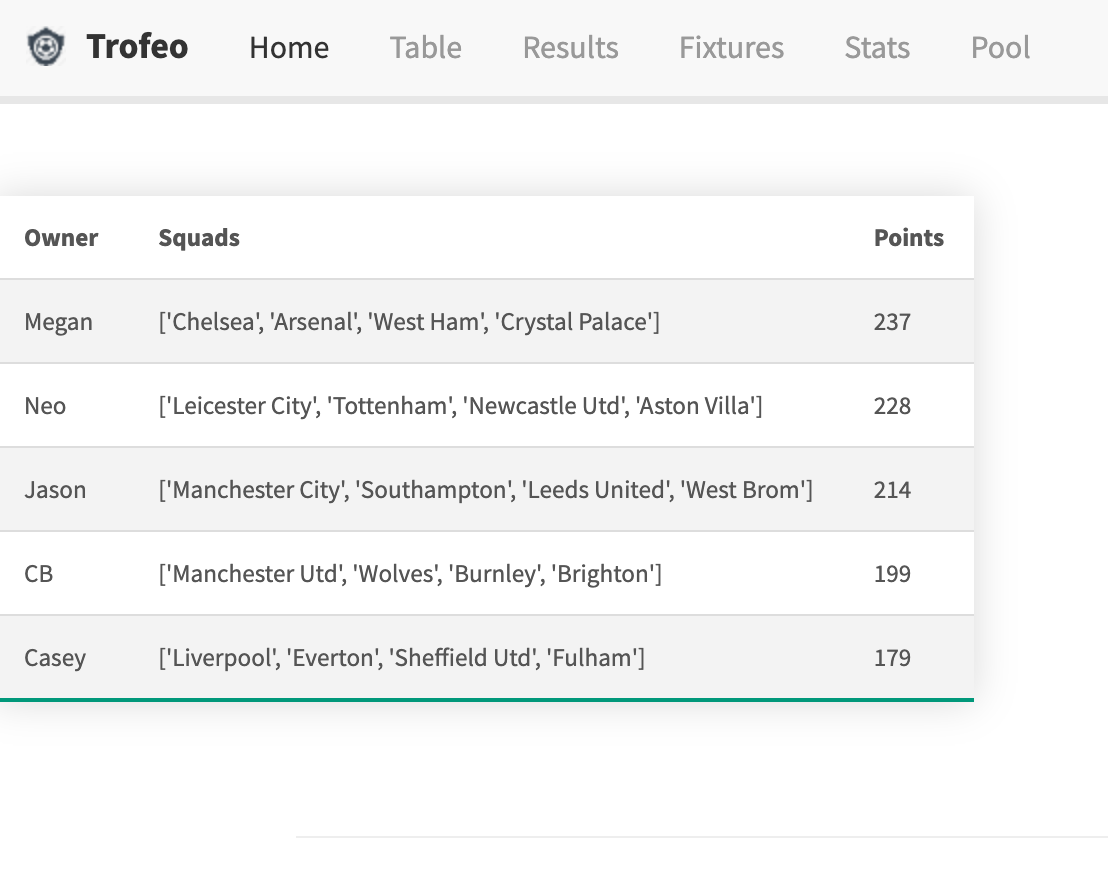 Trofeo Home Table Results Fixtures Stats Pool
Owner Squads Points
Megan ['Chelsea', 'Arsenal', 'West Ham', 'Crystal Palace'] 237
Neo ['Leicester City', 'Tottenham', 'Newcastle Utd', 'Aston Villa'] 228
Jason ['Manchester City', 'Southampton', 'Leeds United', 'West Brom'] 214
CB ['Manchester Utd', 'Wolves', 'Burnley', 'Brighton'] 199
Casey ['Liverpool', 'Everton', 'Sheffield Utd', 'Fulham'] 179